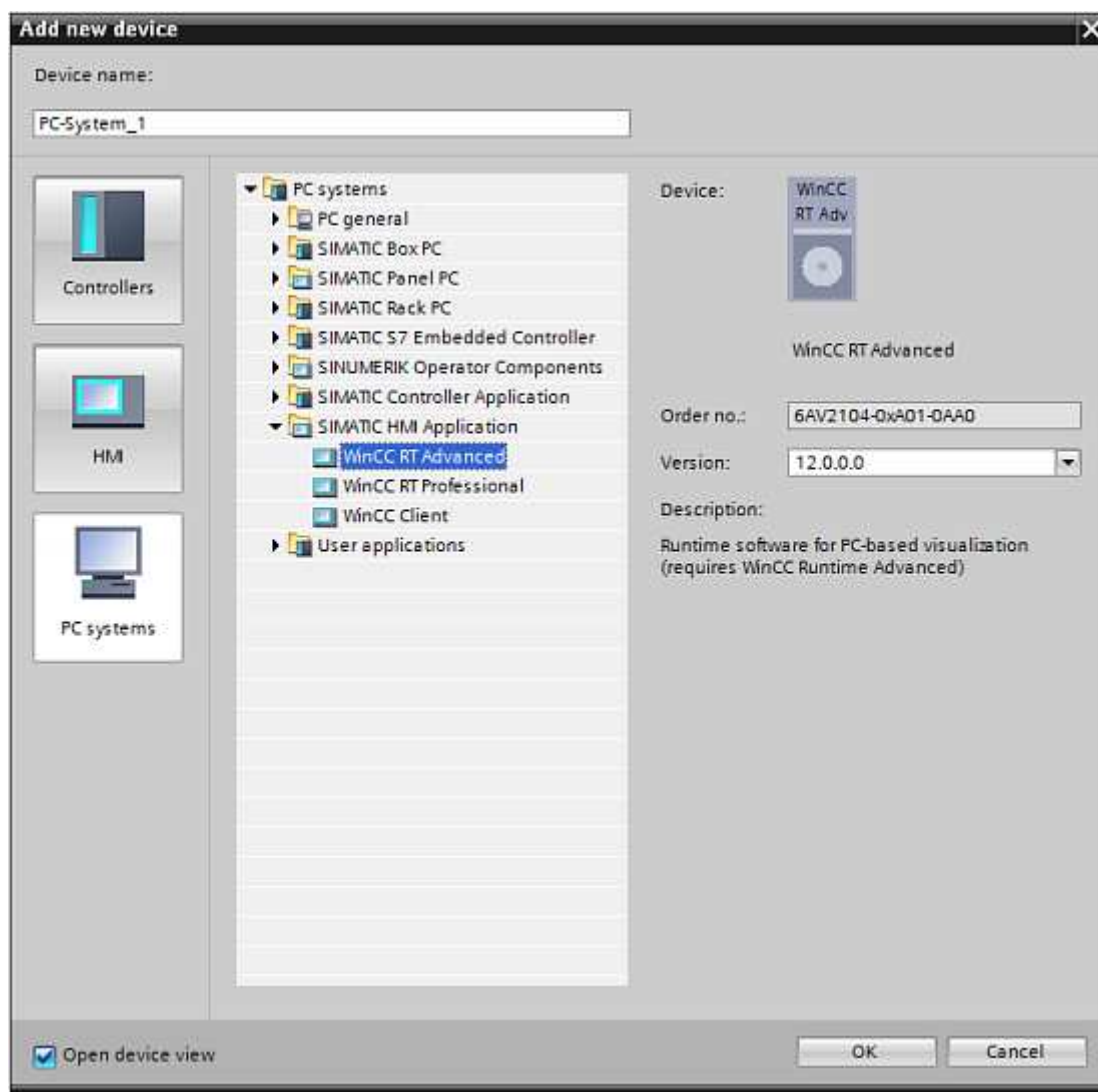 Add new device
Device name:
PC-System_1
Controllers
HMI
PC systems
PC systems
PC general
SIMATIC Box PC
SIMATIC Panel PC
SIMATIC Rack PC
SIMATIC S7 Embedded Controller
SINUMERIK Operator Components
SIMATIC Controller Application
SIMATIC HMI Application
WinCC RT Advanced
WinCC RT Professional
WinCC Client
User applications
Device:
WinCC
RT Adv
WinCC RT Advanced
Order no.: 6AV2104-0xA01-0AA0
Version: 12.0.0.0
Description:
Runtime software for PC-based visualization
(requires WinCC Runtime Advanced)
Open device view
OK
Cancel